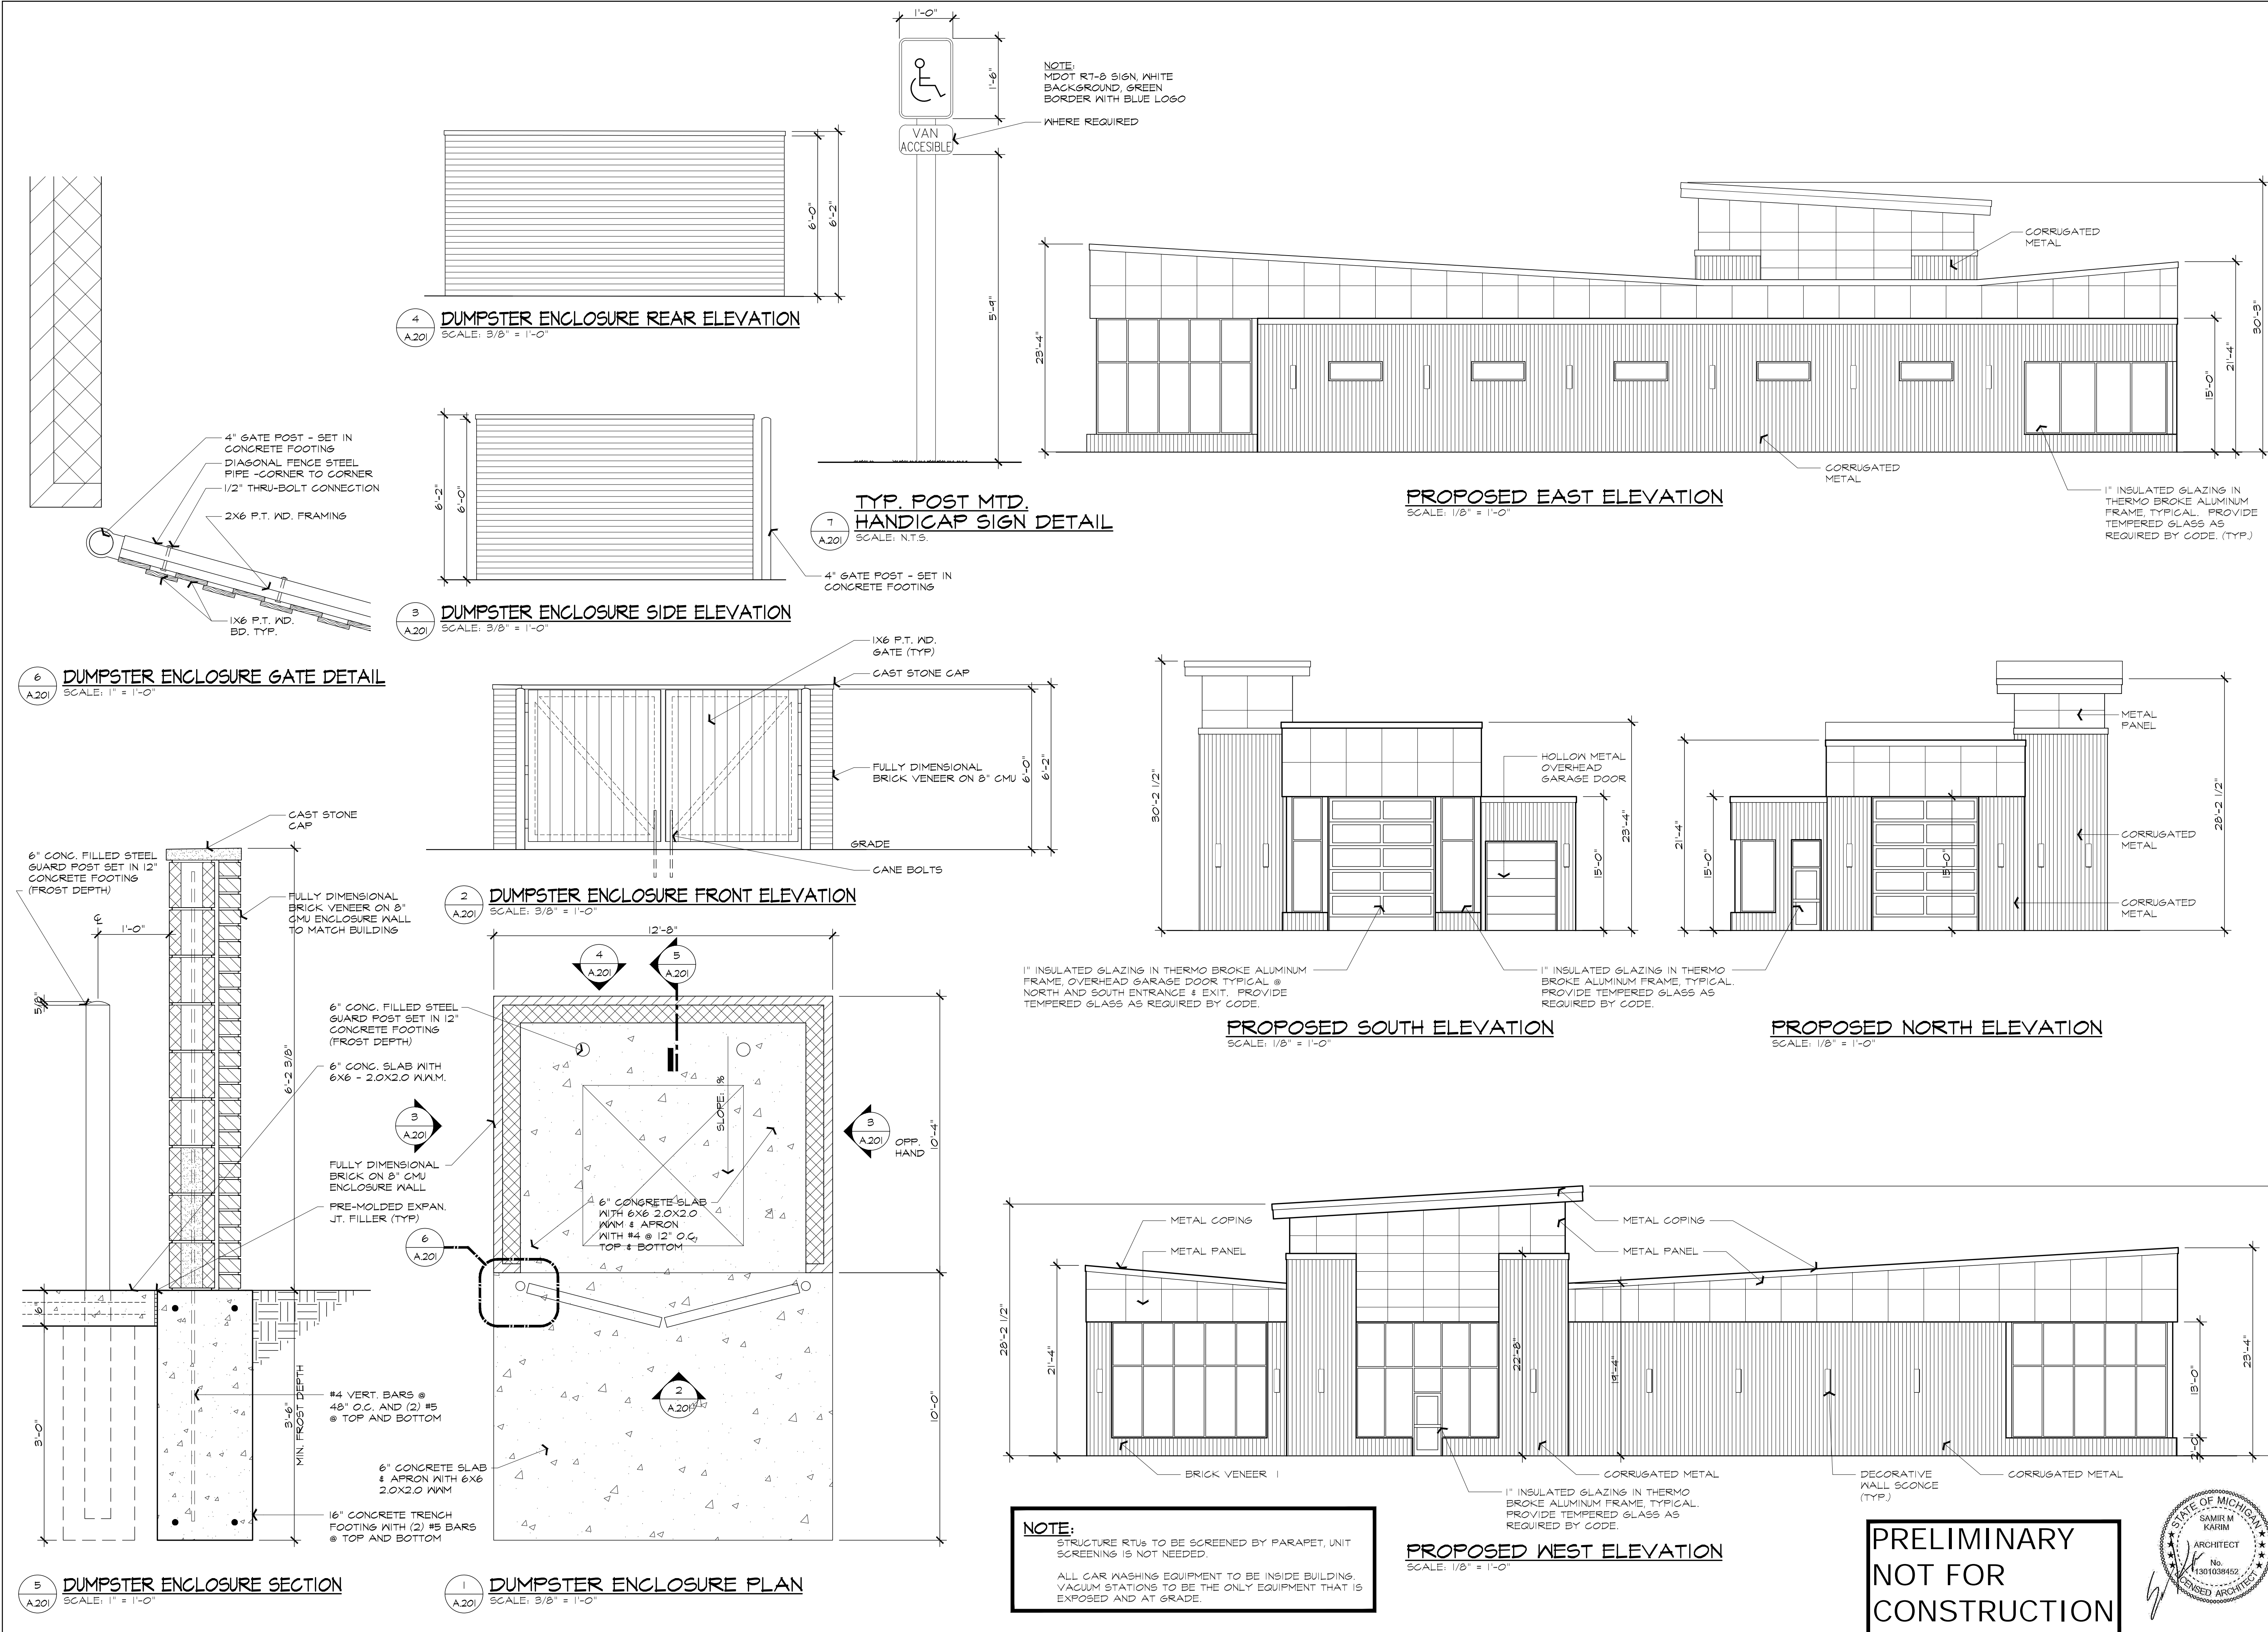 1'-0"
1'-6"
VAN
ACCESIBLE
5'-9"
NOTE:
MDOT R7-8 SIGN, WHITE
BACKGROUND, GREEN
BORDER WITH BLUE LOGO
WHERE REQUIRED
7
A.201
TYP. POST MTD.
HANDICAP SIGN DETAIL
SCALE: N.T.S.
6'-0"
6'-2"
4
A.201
DUMPSTER ENCLOSURE REAR ELEVATION
SCALE: 3/8" = 1'-0"
6'-2"
6'-0"
4" GATE POST - SET IN
CONCRETE FOOTING
3
A.201
DUMPSTER ENCLOSURE SIDE ELEVATION
SCALE: 3/8" = 1'-0"
4" GATE POST - SET IN
CONCRETE FOOTING
DIAGONAL FENCE STEEL
PIPE -CORNER TO CORNER
1/2" THRU-BOLT CONNECTION
2X6 P.T. WD. FRAMING
1X6 P.T. WD.
BD. TYP.
6
A.201
DUMPSTER ENCLOSURE GATE DETAIL
SCALE: 1" = 1'-0"
1X6 P.T. WD.
GATE (TYP)
CAST STONE CAP
FULLY DIMENSIONAL
BRICK VENEER ON 8" CMU
6'-0"
6'-2"
GRADE
CANE BOLTS
2
A.201
DUMPSTER ENCLOSURE FRONT ELEVATION
SCALE: 3/8" = 1'-0"
CAST STONE
CAP
6" CONC. FILLED STEEL
GUARD POST SET IN 12"
CONCRETE FOOTING
(FROST DEPTH)
FULLY DIMENSIONAL
BRICK VENEER ON 8"
CMU ENCLOSURE WALL
TO MATCH BUILDING
1'-0"
5/8"
6'-2 3/8"
6" CONC. SLAB WITH
6X6 - 2.0X2.0 W.W.M.
PRE-MOLDED EXPAN.
JT. FILLER (TYP)
6"
3'-0"
3'-6"
MIN. FROST DEPTH
#4 VERT. BARS @
48" O.C. AND (2) #5
@ TOP AND BOTTOM
16" CONCRETE TRENCH
FOOTING WITH (2) #5 BARS
@ TOP AND BOTTOM
5
A.201
DUMPSTER ENCLOSURE SECTION
SCALE: 1" = 1'-0"
12'-8"
4
A.201
5
A.201
6" CONC. FILLED STEEL
GUARD POST SET IN 12"
CONCRETE FOOTING
(FROST DEPTH)
SLOPE: %
3
A.201
3
A.201
OPP.
HAND
10'-4"
FULLY DIMENSIONAL
BRICK ON 8" CMU
ENCLOSURE WALL
6" CONCRETE SLAB
WITH 6X6 2.0X2.0
WWM & APRON
WITH #4 @ 12" O.C.
TOP & BOTTOM
6
A.201
2
A.201
10'-0"
6" CONCRETE SLAB
& APRON WITH 6X6
2.0X2.0 WWM
1
A.201
DUMPSTER ENCLOSURE PLAN
SCALE: 3/8" = 1'-0"
23'-4"
CORRUGATED
METAL
30'-3"
21'-4"
15'-0"
CORRUGATED
METAL
1" INSULATED GLAZING IN
THERMO BROKE ALUMINUM
FRAME, TYPICAL. PROVIDE
TEMPERED GLASS AS
REQUIRED BY CODE. (TYP.)
PROPOSED EAST ELEVATION
SCALE: 1/8" = 1'-0"
30'-2 1/2"
HOLLOW METAL
OVERHEAD
GARAGE DOOR
15'-0"
23'-4"
1" INSULATED GLAZING IN THERMO BROKE ALUMINUM
FRAME, OVERHEAD GARAGE DOOR TYPICAL @
NORTH AND SOUTH ENTRANCE & EXIT. PROVIDE
TEMPERED GLASS AS REQUIRED BY CODE.
PROPOSED SOUTH ELEVATION
SCALE: 1/8" = 1'-0"
21'-4"
15'-0"
15'-0"
METAL
PANEL
CORRUGATED
METAL
CORRUGATED
METAL
28'-2 1/2"
1" INSULATED GLAZING IN THERMO
BROKE ALUMINUM FRAME, TYPICAL.
PROVIDE TEMPERED GLASS AS
REQUIRED BY CODE.
PROPOSED NORTH ELEVATION
SCALE: 1/8" = 1'-0"
METAL COPING
METAL PANEL
METAL COPING
METAL PANEL
28'-2 1/2"
21'-4"
22'-8"
19'-4"
13'-0"
2'-0"
23'-4"
BRICK VENEER 1
1" INSULATED GLAZING IN THERMO
BROKE ALUMINUM FRAME, TYPICAL.
PROVIDE TEMPERED GLASS AS
REQUIRED BY CODE.
CORRUGATED METAL
DECORATIVE
WALL SCONCE
(TYP.)
CORRUGATED METAL
PROPOSED WEST ELEVATION
SCALE: 1/8" = 1'-0"
NOTE:
STRUCTURE RTUs TO BE SCREENED BY PARAPET, UNIT
SCREENING IS NOT NEEDED.
ALL CAR WASHING EQUIPMENT TO BE INSIDE BUILDING.
VACUUM STATIONS TO BE THE ONLY EQUIPMENT THAT IS
EXPOSED AND AT GRADE.
PRELIMINARY
NOT FOR
CONSTRUCTION
STATE OF MICHIGAN
SAMIR M
KARIM
ARCHITECT
No.
1301038452
LICENSED ARCHITECT